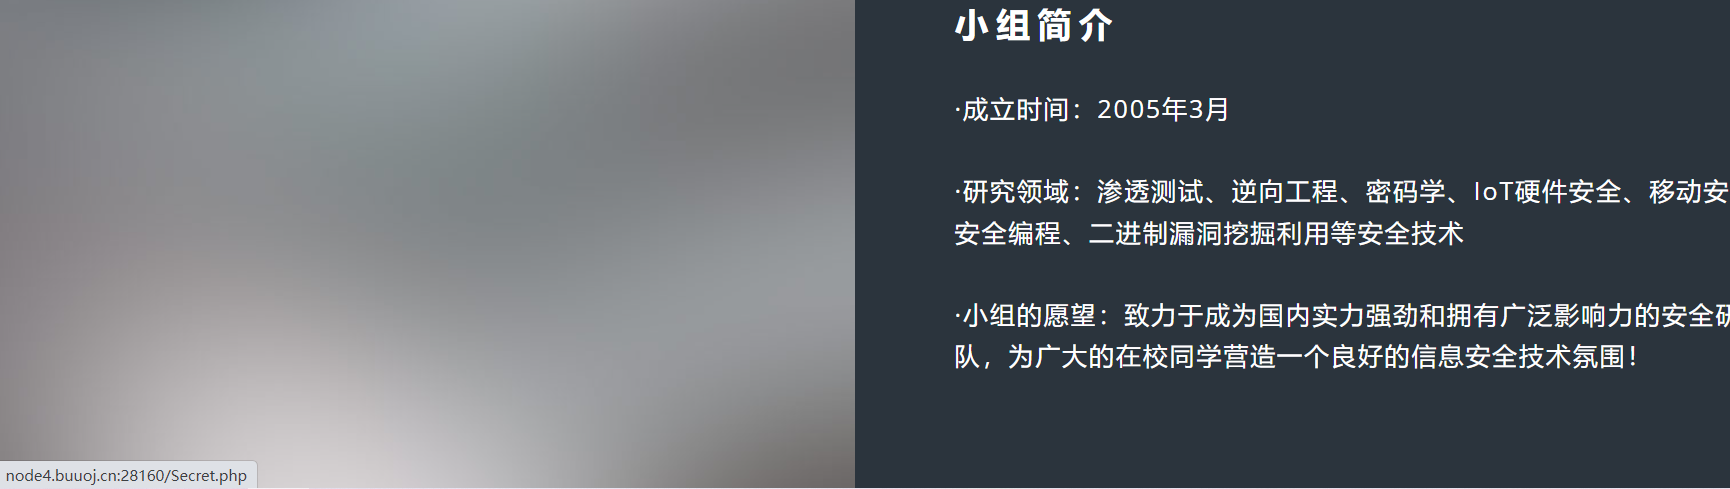 小组简介
·成立时间：2005年3月
·研究领域：渗透测试、逆向工程、密码学、IoT硬件安全、移动安
安全编程、二进制漏洞挖掘利用等安全技术
·小组的愿望：致力于成为国内实力强劲和拥有广泛影响力的安全研
队，为广大的在校同学营造一个良好的信息安全技术氛围！
node4.buuoj.cn:28160/Secret.php